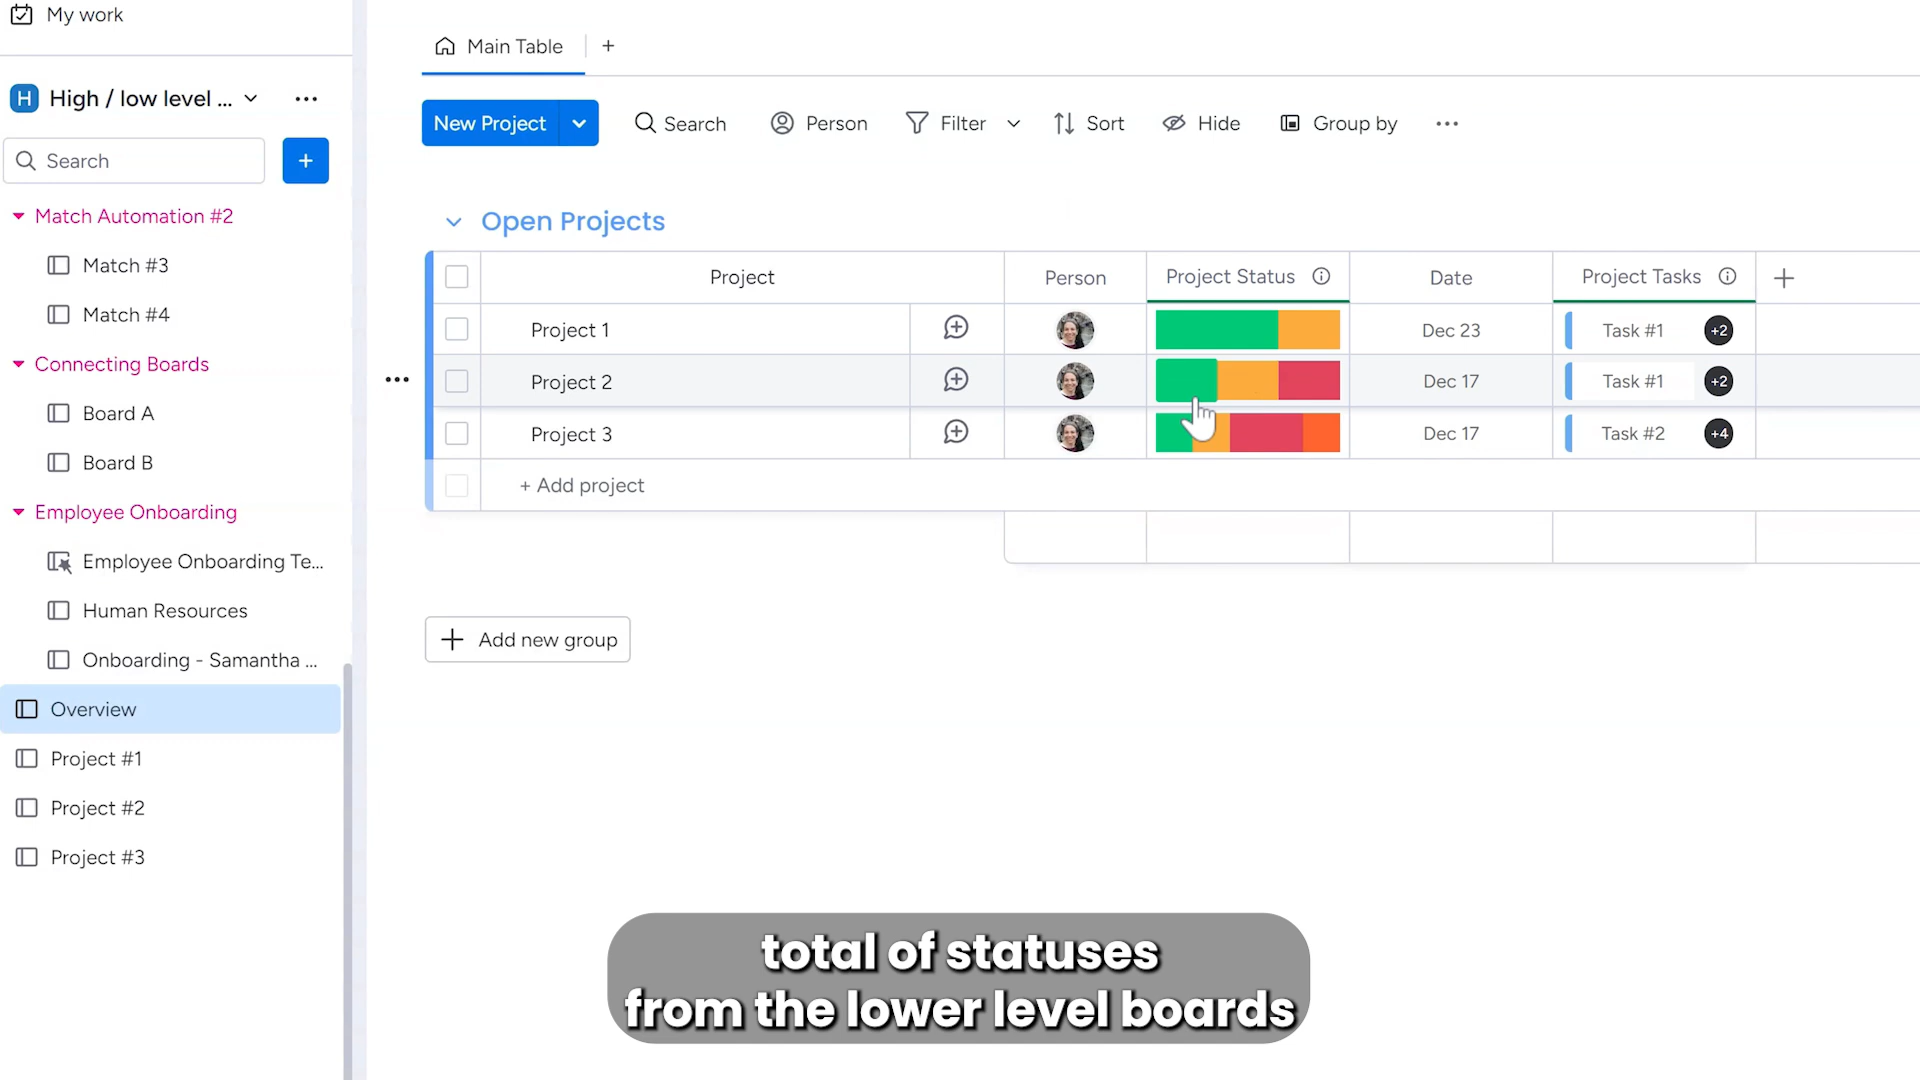 My work
H High / low level ...
Search
+
Match Automation #2
Match #3
Match #4
Connecting Boards
Board A
Board B
Employee Onboarding
Employee Onboarding Te...
Human Resources
Onboarding - Samantha ...
Overview
Project #1
Project #2
Project #3
Main Table +
New Project Search Person Filter Sort Hide Group by
Open Projects
Project Person Project Status Date Project Tasks +
Project 1 Dec 23 Task #1 +2
Project 2 Dec 17 Task #1 +2
Project 3 Dec 17 Task #2 +4
+ Add project
+ Add new group
total of statuses
from the lower level boards